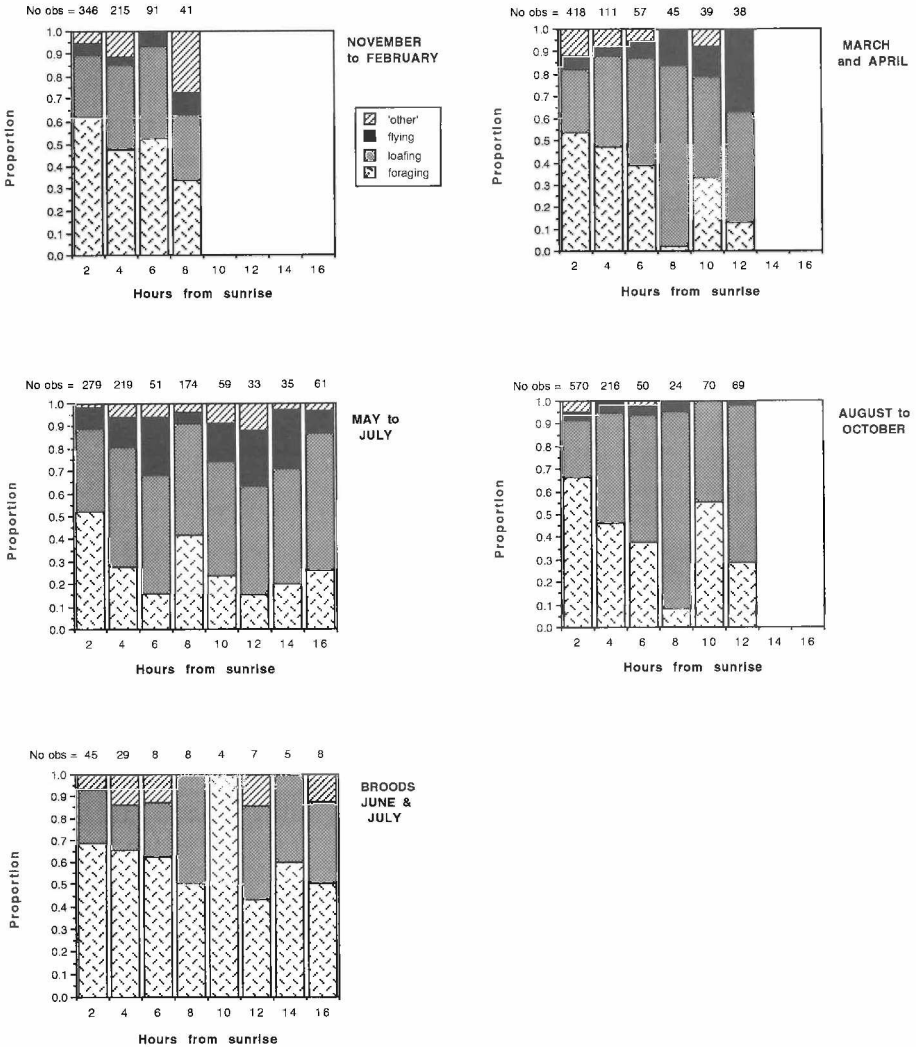 No obs = 346 215 91 41
NOVEMBER
to FEBRUARY
1.0
0.9
0.8
0.7
0.6
0.5
0.4
0.3
0.2
0.1
0.0
Proportion
2 4 6 8 10 12 14 16
Hours from sunrise
'other'
flying
loafing
foraging
No obs = 418 111 57 45 39 38
MARCH
and APRIL
1.0
0.9
0.8
0.7
0.6
0.5
0.4
0.3
0.2
0.1
0.0
Proportion
2 4 6 8 10 12 14 16
Hours from sunrise
No obs = 279 219 51 174 59 33 35 61
MAY to
JULY
1.0
0.9
0.8
0.7
0.6
0.5
0.4
0.3
0.2
0.1
0.0
Proportion
2 4 6 8 10 12 14 16
Hours from sunrise
No obs = 570 216 50 24 70 69
AUGUST to
OCTOBER
1.0
0.9
0.8
0.7
0.6
0.5
0.4
0.3
0.2
0.1
0.0
Proportion
2 4 6 8 10 12 14 16
Hours from sunrise
No obs = 45 29 8 8 4 7 5 8
BROODS
JUNE &
JULY
1.0
0.9
0.8
0.7
0.6
0.5
0.4
0.3
0.2
0.1
0.0
Proportion
2 4 6 8 10 12 14 16
Hours from sunrise